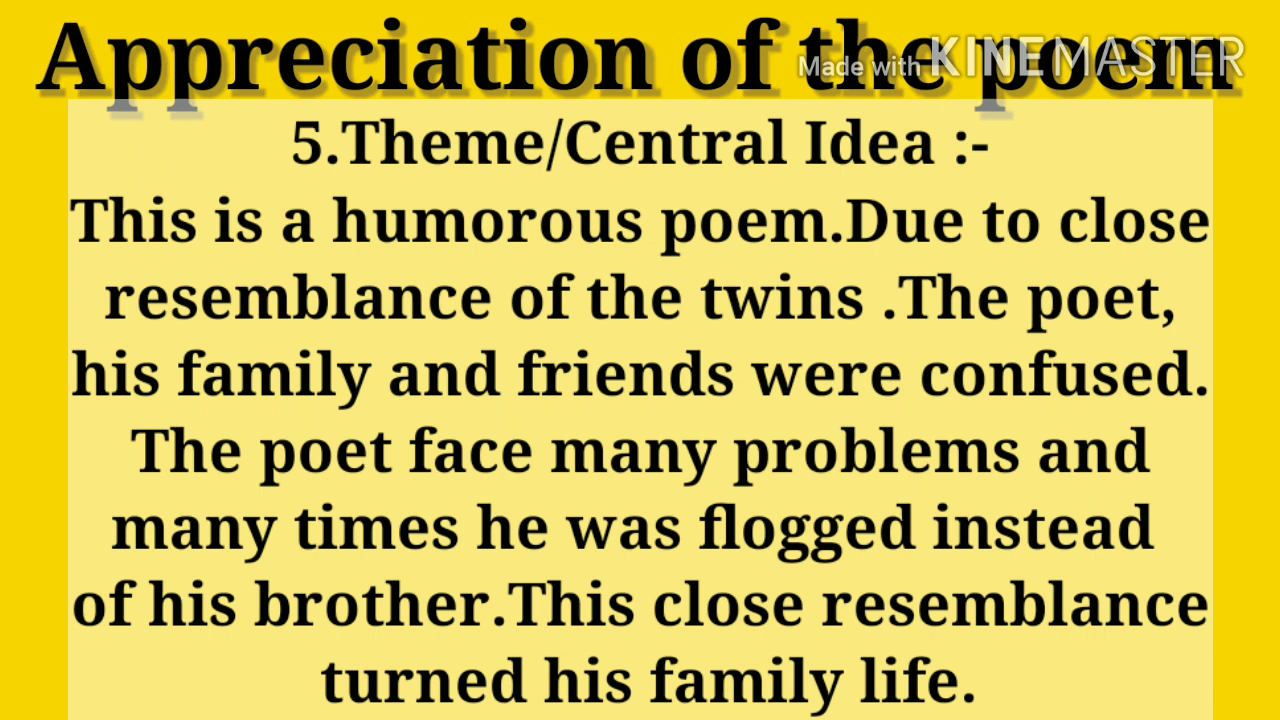 Appreciation of the poem
Made with KINEMASTER
5.Theme/Central Idea :-
This is a humorous poem.Due to close
resemblance of the twins .The poet,
his family and friends were confused.
The poet face many problems and
many times he was flogged instead
of his brother.This close resemblance
turned his family life.